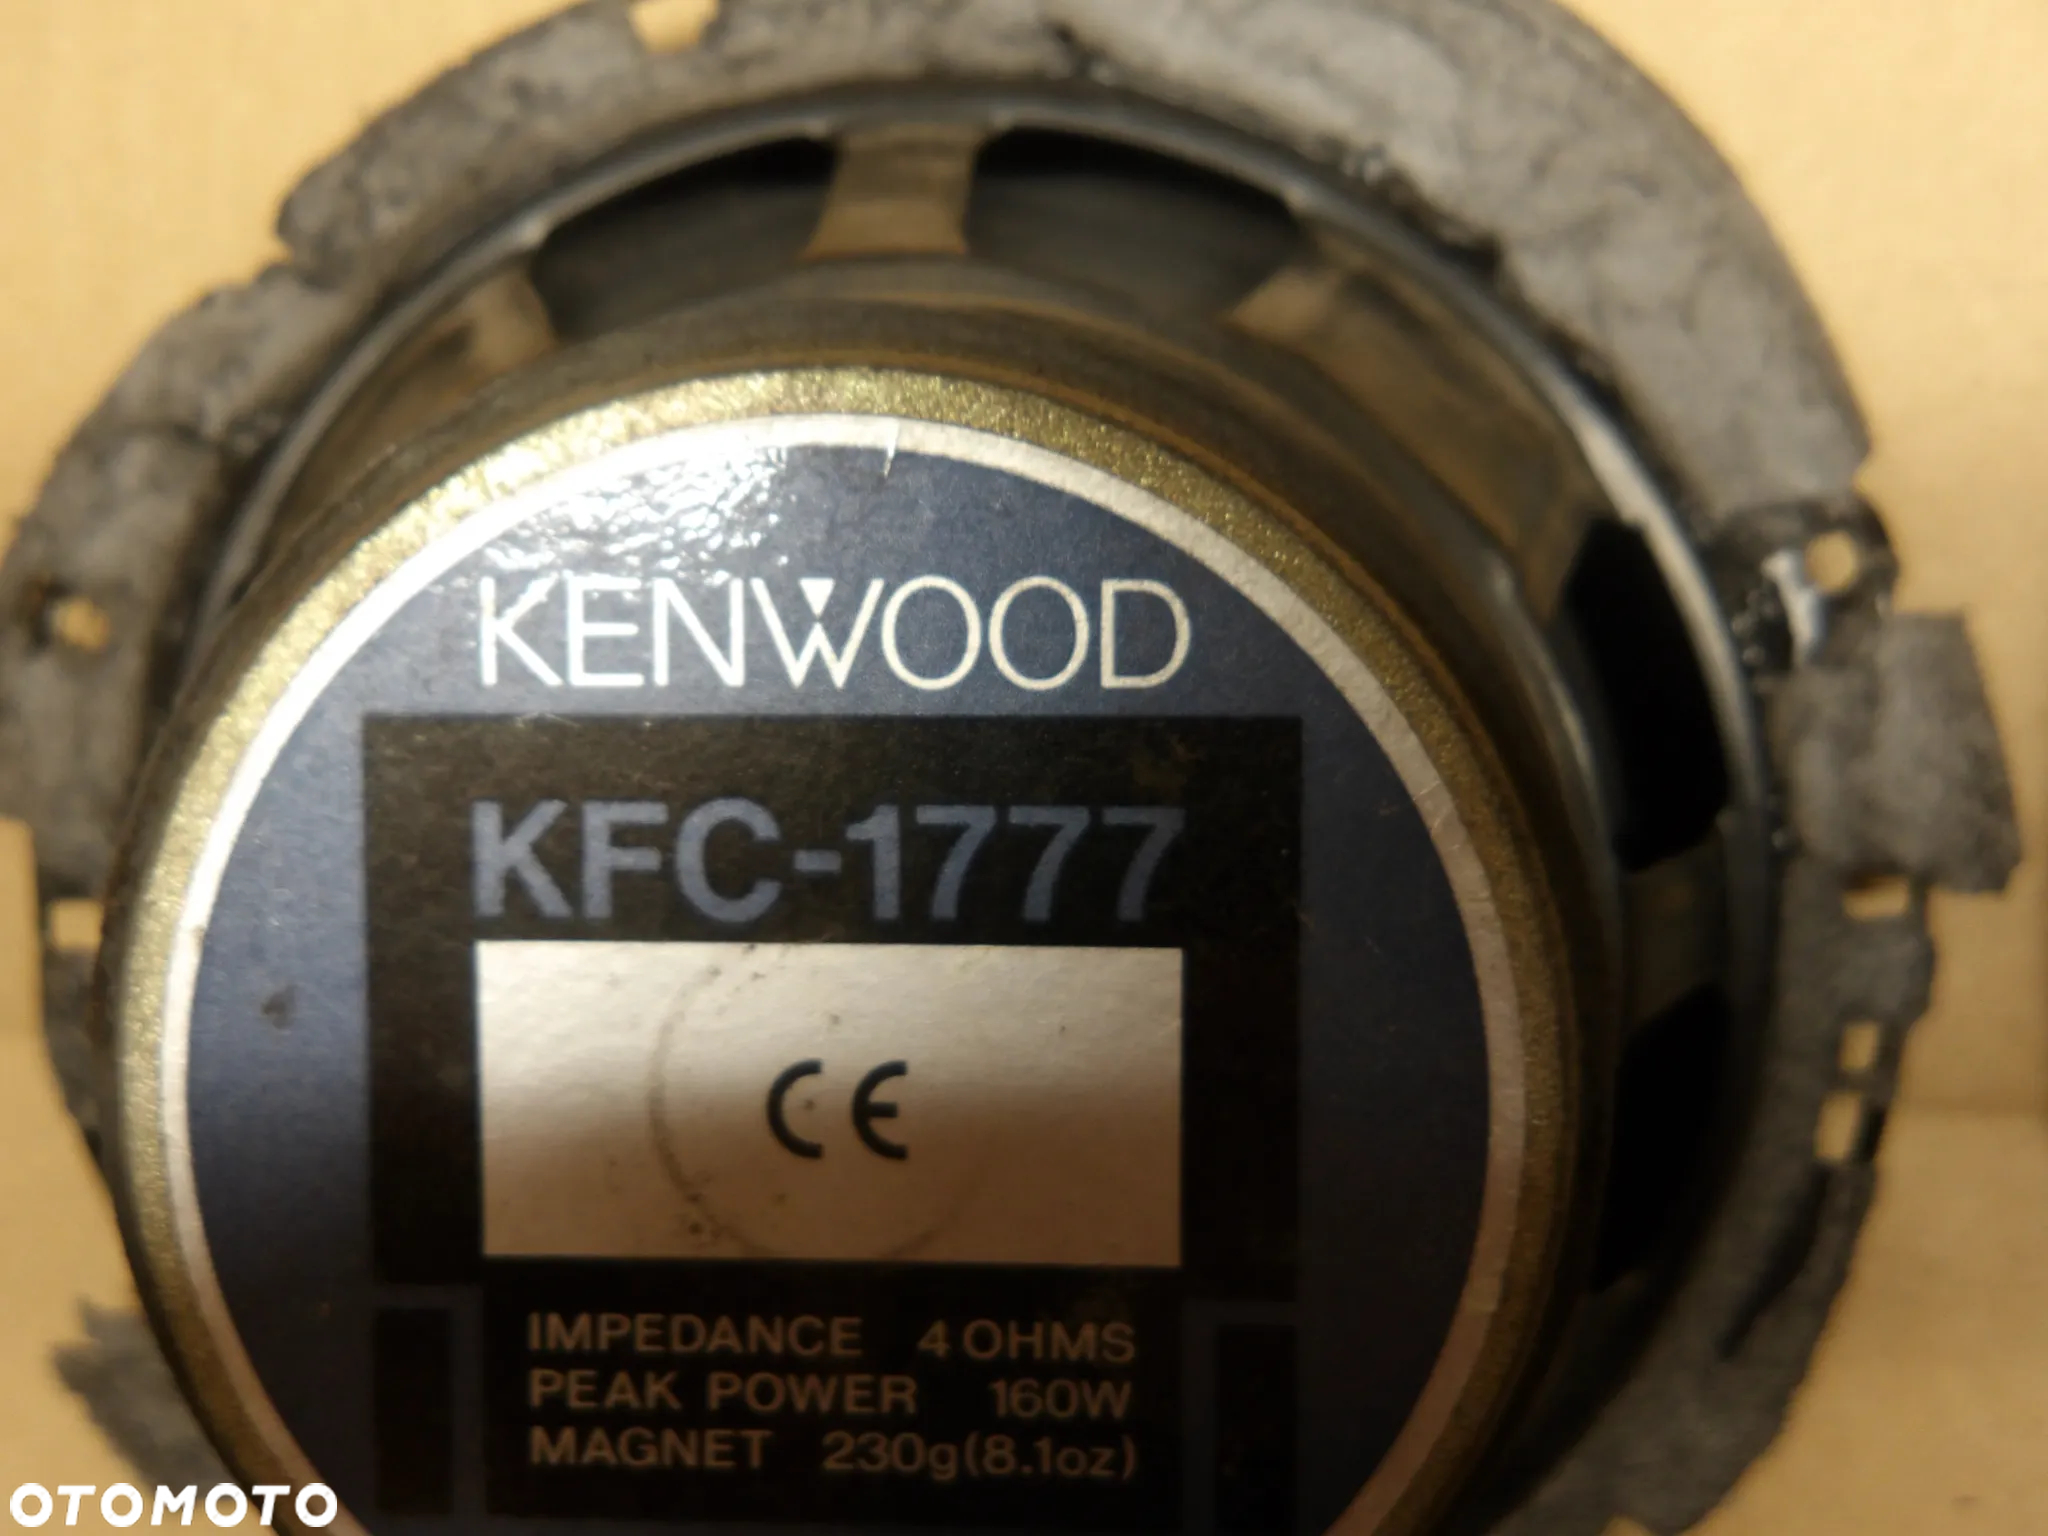 KENWOOD
KFC-1777
CE
IMPEDANCE 4 OHMS
PEAK POWER 160W
MAGNET 230g(8.1oz)
OTOMOTO